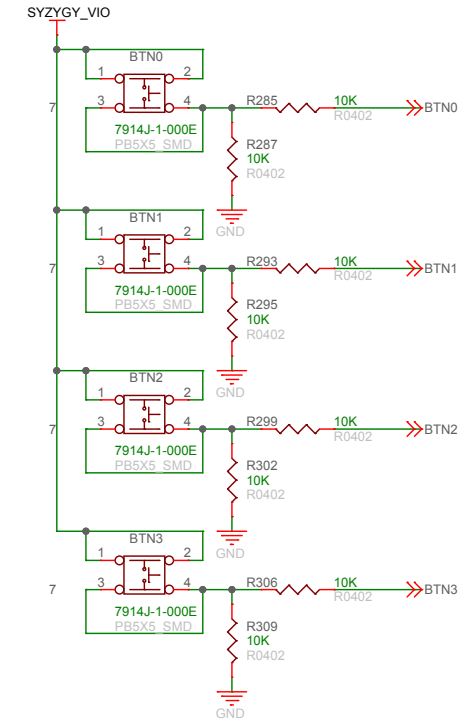 SYZYGY_VIO
BTN0
1 2
7 3 4 R285 10K BTN0
R0402
7914J-1-000E
PB5X5_SMD
R287
10K
R0402
GND
BTN1
1 2
7 3 4 R293 10K BTN1
R0402
7914J-1-000E
PB5X5_SMD
R295
10K
R0402
GND
BTN2
1 2
7 3 4 R299 10K BTN2
R0402
7914J-1-000E
PB5X5_SMD
R302
10K
R0402
GND
BTN3
1 2
7 3 4 R306 10K BTN3
R0402
7914J-1-000E
PB5X5_SMD
R309
10K
R0402
GND